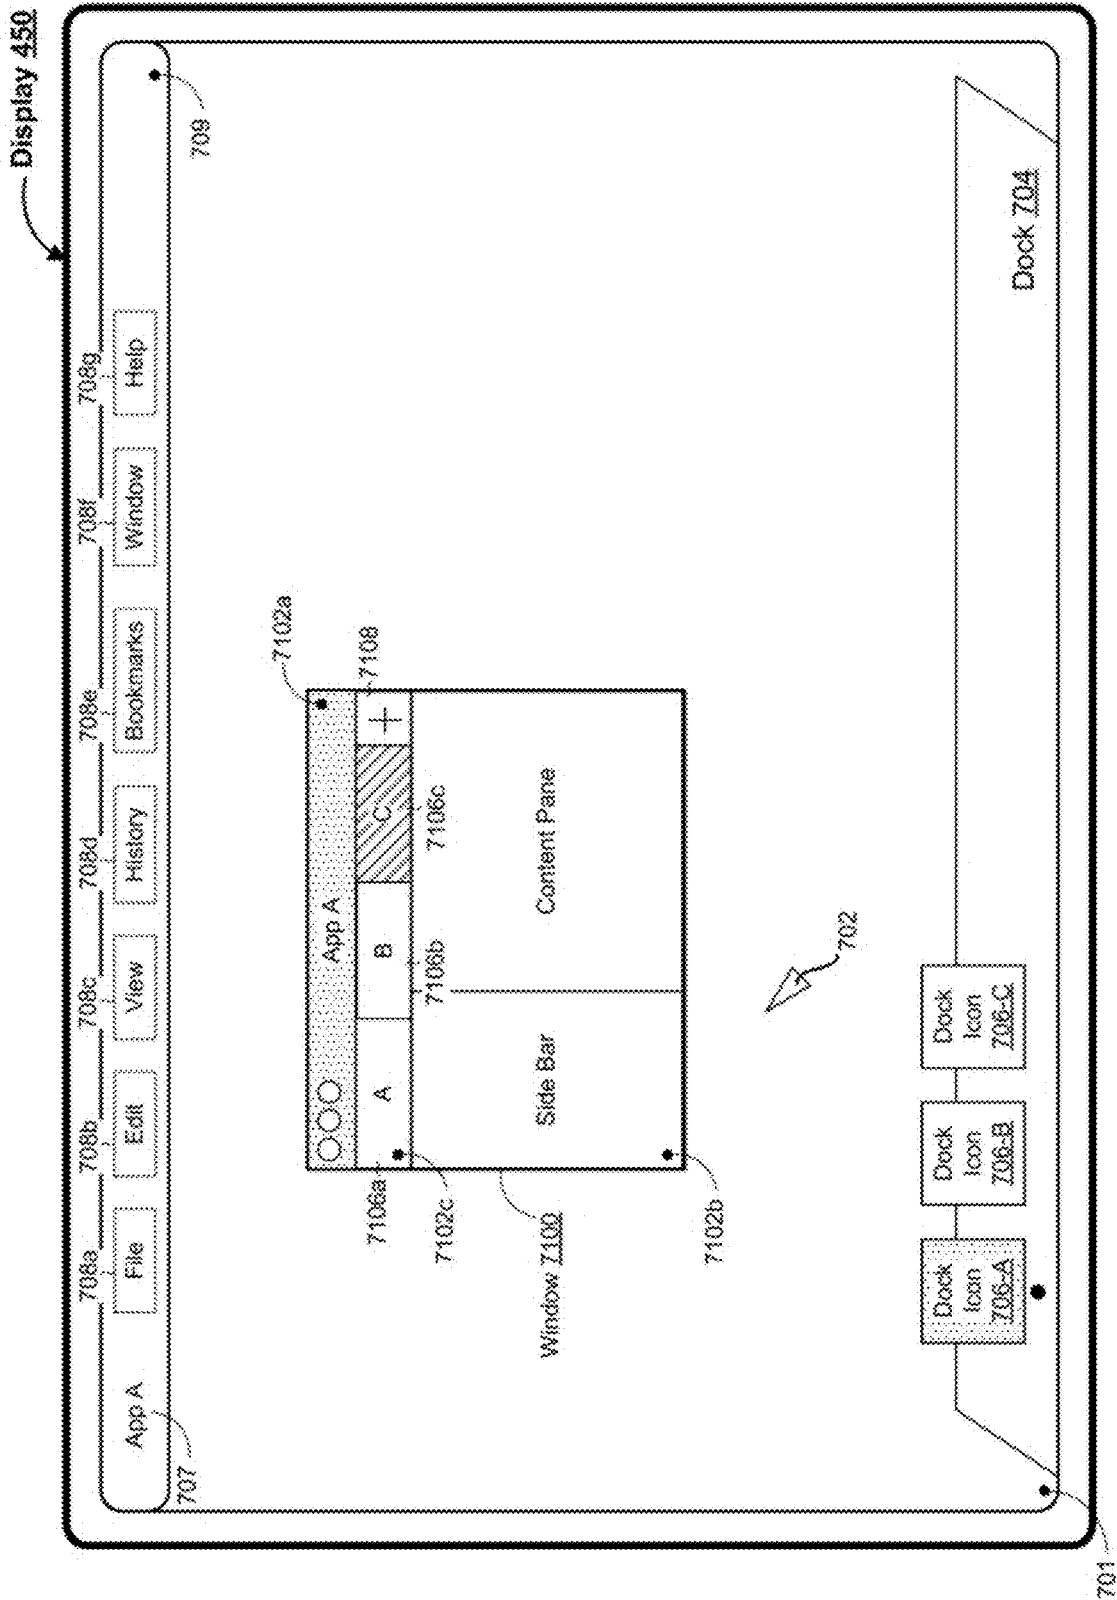 Display 450
708a
708b
708c
708d
708e
708f
708g
App A
File
Edit
View
History
Bookmarks
Window
Help
707
709
7102a
App A
7106a
A
B
C
7108
7102c
7106b
7106c
Window 7100
Side Bar
Content Pane
7102b
702
Dock
Icon
706-A
Dock
Icon
706-B
Dock
Icon
706-C
Dock 704
701